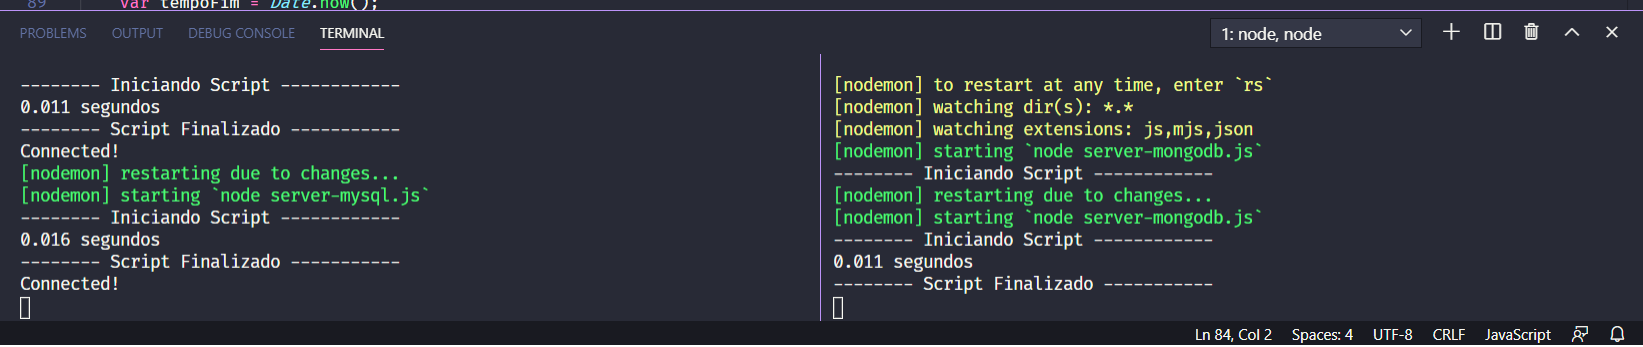 89 var tempoFim = Date.now();
PROBLEMS OUTPUT DEBUG CONSOLE TERMINAL 1: node, node
-------- Iniciando Script ------------
0.011 segundos
-------- Script Finalizado -----------
Connected!
[nodemon] restarting due to changes...
[nodemon] starting `node server-mysql.js`
-------- Iniciando Script ------------
0.016 segundos
-------- Script Finalizado -----------
Connected!
[nodemon] to restart at any time, enter `rs`
[nodemon] watching dir(s): *.*
[nodemon] watching extensions: js,mjs,json
[nodemon] starting `node server-mongodb.js`
-------- Iniciando Script ------------
[nodemon] restarting due to changes...
[nodemon] starting `node server-mongodb.js`
-------- Iniciando Script ------------
0.011 segundos
-------- Script Finalizado -----------
Ln 84, Col 2 Spaces: 4 UTF-8 CRLF JavaScript